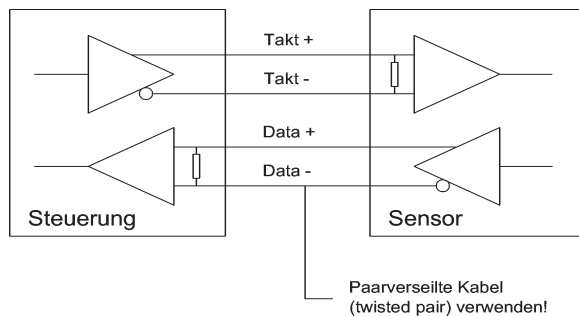 Takt +
Takt -
Data +
Data -
Steuerung
Sensor
Paarverseilte Kabel
(twisted pair) verwenden!